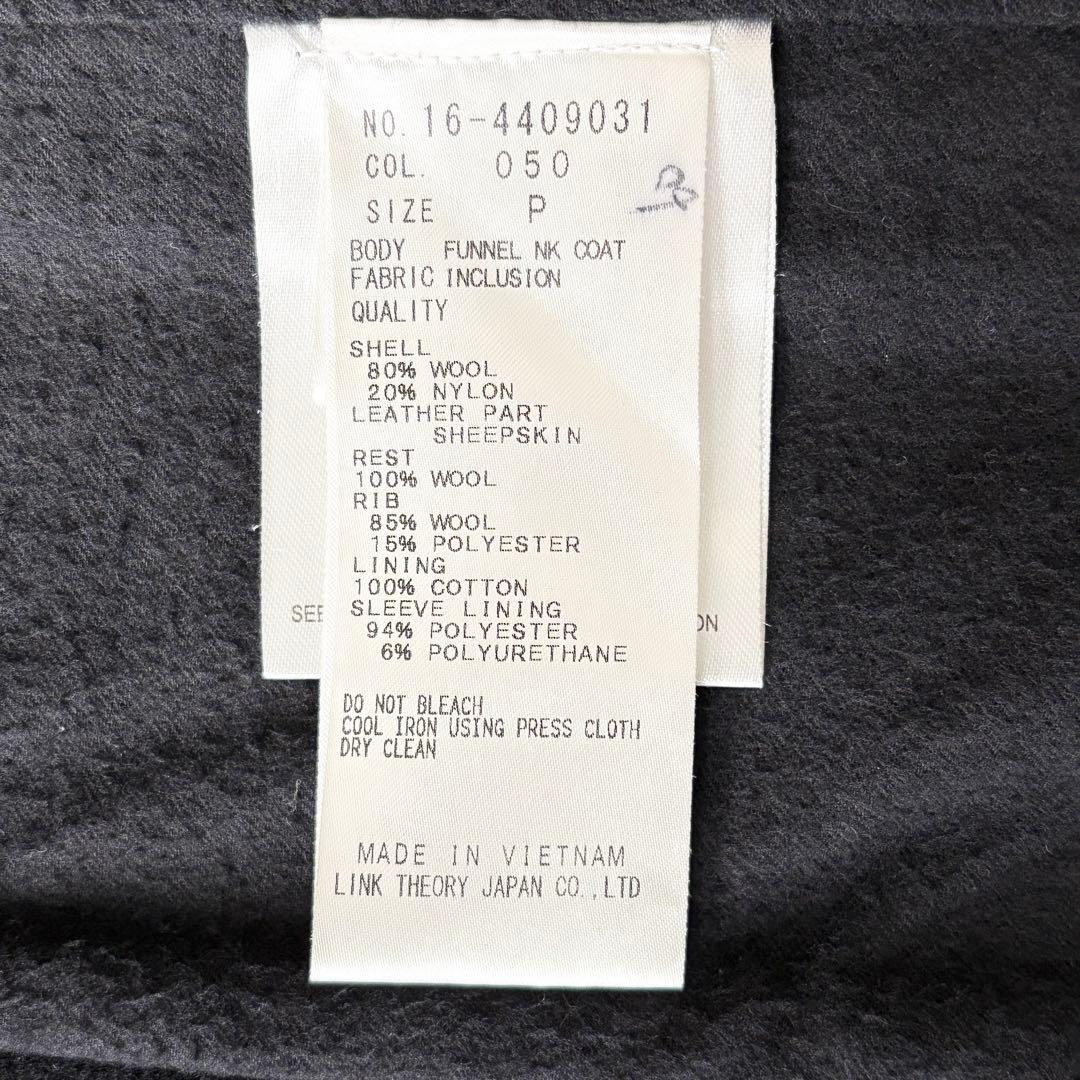 NO. 16-4409031
COL. 050
SIZE P
BODY FUNNEL NK COAT
FABRIC INCLUSION
QUALITY
SHELL
80% WOOL
20% NYLON
LEATHER PART
SHEEPSKIN
REST
100% WOOL
RIB
85% WOOL
15% POLYESTER
LINING
100% COTTON
SLEEVE LINING
94% POLYESTER
6% POLYURETHANE
DO NOT BLEACH
COOL IRON USING PRESS CLOTH
DRY CLEAN
MADE IN VIETNAM
LINK THEORY JAPAN CO.,LTD